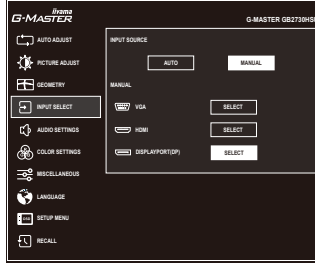 iiyama
G-MASTER
G-MASTER GB2730HSU
AUTO ADJUST
PICTURE ADJUST
GEOMETRY
INPUT SELECT
AUDIO SETTINGS
COLOR SETTINGS
MISCELLANEOUS
LANGUAGE
SETUP MENU
RECALL
INPUT SOURCE
AUTO
MANUAL
MANUAL
VGA
SELECT
HDMI
SELECT
DISPLAYPORT(DP)
SELECT
OSD